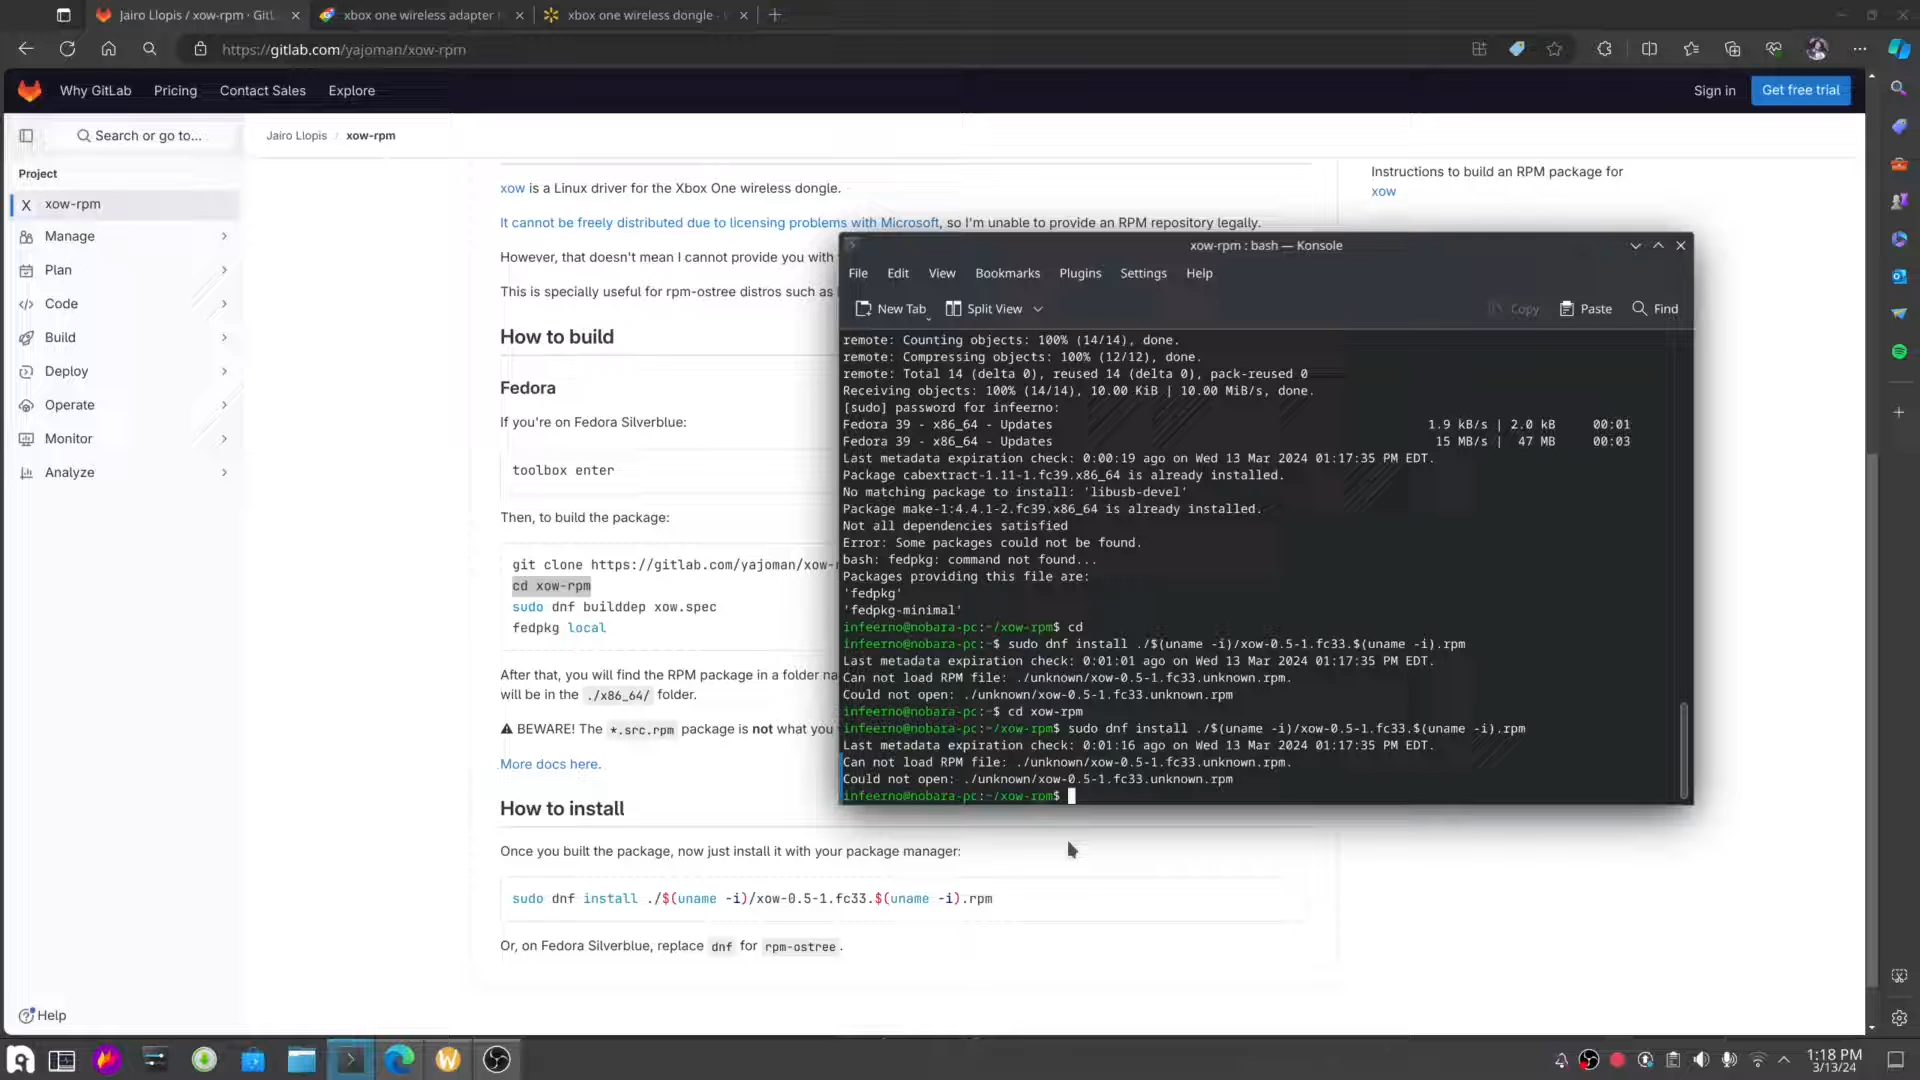 Jairo Llopis / xow-rpm · GitL
xbox one wireless adapter
xbox one wireless dongle -
https://gitlab.com/yajoman/xow-rpm
Why GitLab
Pricing
Contact Sales
Explore
Sign in
Get free trial
Search or go to...
Jairo Llopis / xow-rpm
Project
X xow-rpm
Manage
Plan
Code
Build
Deploy
Operate
Monitor
Analyze
Help
xow is a Linux driver for the Xbox One wireless dongle.
It cannot be freely distributed due to licensing problems with Microsoft, so I'm unable to provide an RPM repository legally.
However, that doesn't mean I cannot provide you with
This is specially useful for rpm-ostree distros such as
How to build
Fedora
If you're on Fedora Silverblue:
toolbox enter
Then, to build the package:
git clone https://gitlab.com/yajoman/xow-
cd xow-rpm
sudo dnf builddep xow.spec
fedpkg local
After that, you will find the RPM package in a folder na
will be in the ./x86_64/ folder.
BEWARE! The *.src.rpm package is not what you
More docs here.
How to install
Once you built the package, now just install it with your package manager:
sudo dnf install ./$(uname -i)/xow-0.5-1.fc33.$(uname -i).rpm
Or, on Fedora Silverblue, replace dnf for rpm-ostree.
Instructions to build an RPM package for
xow
xow-rpm : bash — Konsole
File Edit View Bookmarks Plugins Settings Help
New Tab Split View Copy Paste Find
remote: Counting objects: 100% (14/14), done.
remote: Compressing objects: 100% (12/12), done.
remote: Total 14 (delta 0), reused 14 (delta 0), pack-reused 0
Receiving objects: 100% (14/14), 10.00 KiB | 10.00 MiB/s, done.
[sudo] password for infeerno:
Fedora 39 - x86_64 - Updates 1.9 kB/s | 2.0 kB 00:01
Fedora 39 - x86_64 - Updates 15 MB/s | 47 MB 00:03
Last metadata expiration check: 0:00:19 ago on Wed 13 Mar 2024 01:17:35 PM EDT.
Package cabextract-1.11-1.fc39.x86_64 is already installed.
No matching package to install: 'libusb-devel'
Package make-1:4.4.1-2.fc39.x86_64 is already installed.
Not all dependencies satisfied
Error: Some packages could not be found.
bash: fedpkg: command not found...
Packages providing this file are:
'fedpkg'
'fedpkg-minimal'
infeerno@nobara-pc:~/xow-rpm$ cd
infeerno@nobara-pc:~$ sudo dnf install ./$(uname -i)/xow-0.5-1.fc33.$(uname -i).rpm
Last metadata expiration check: 0:01:01 ago on Wed 13 Mar 2024 01:17:35 PM EDT.
Can not load RPM file: ./unknown/xow-0.5-1.fc33.unknown.rpm.
Could not open: ./unknown/xow-0.5-1.fc33.unknown.rpm
infeerno@nobara-pc:~$ cd xow-rpm
infeerno@nobara-pc:~/xow-rpm$ sudo dnf install ./$(uname -i)/xow-0.5-1.fc33.$(uname -i).rpm
Last metadata expiration check: 0:01:16 ago on Wed 13 Mar 2024 01:17:35 PM EDT.
Can not load RPM file: ./unknown/xow-0.5-1.fc33.unknown.rpm.
Could not open: ./unknown/xow-0.5-1.fc33.unknown.rpm
infeerno@nobara-pc:~/xow-rpm$
1:18 PM
3/13/24